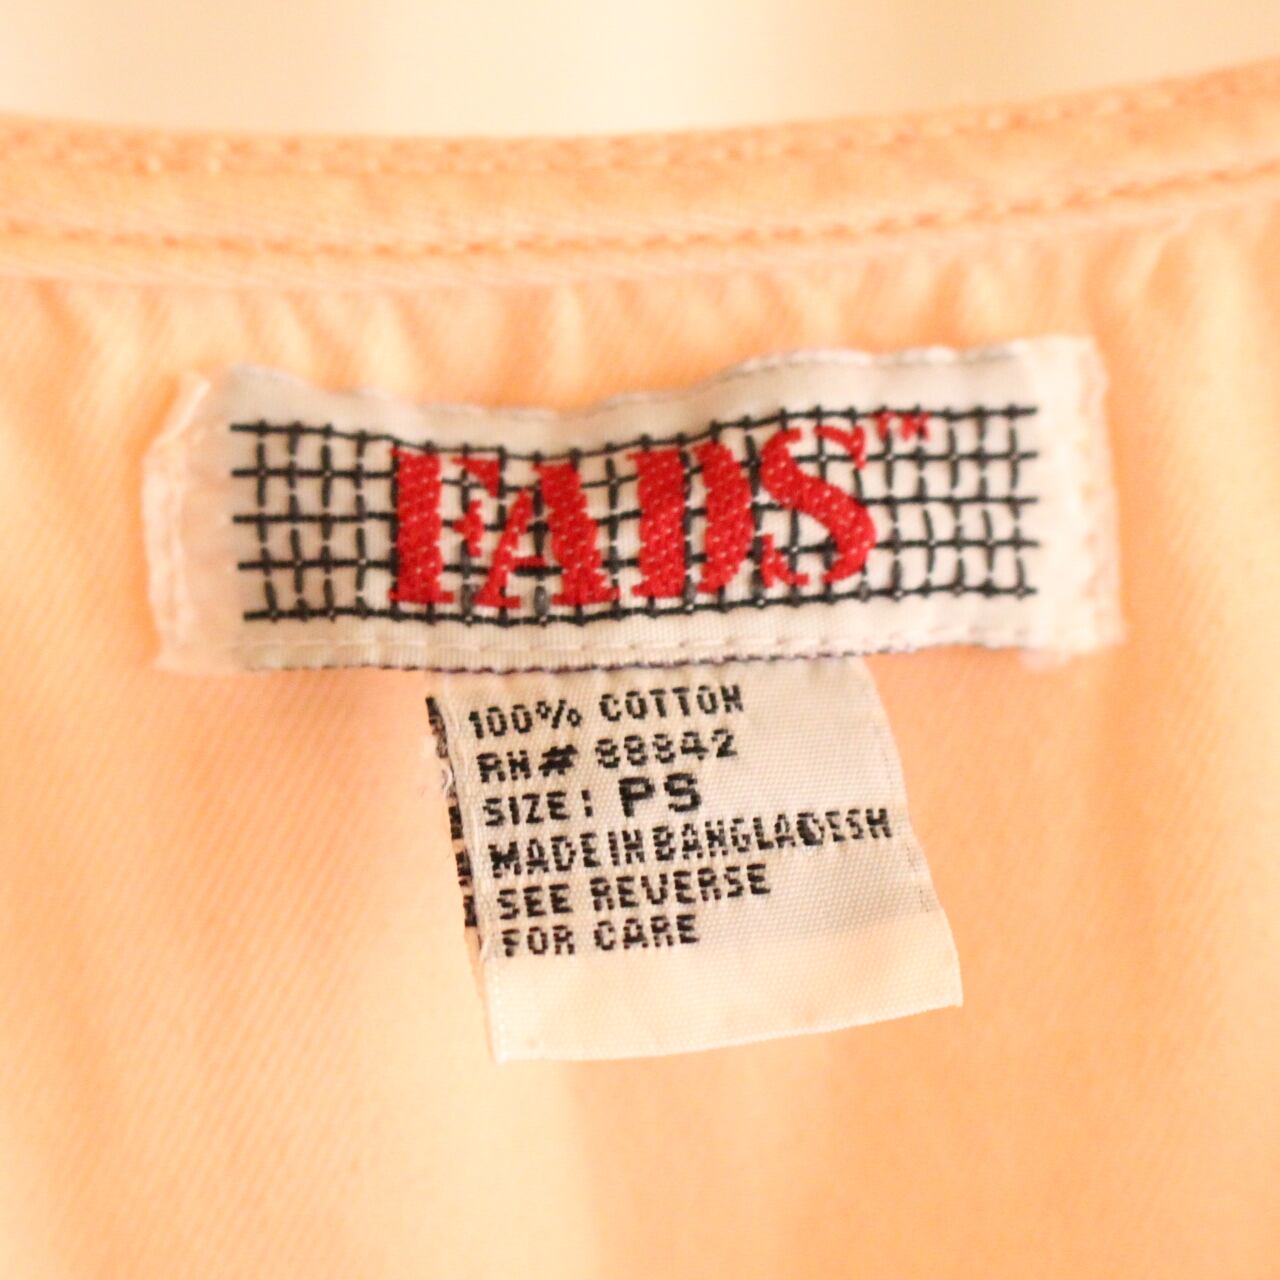 FADS™
100% COTTON
RN# 88842
SIZE: PS
MADE IN BANGLADESH
SEE REVERSE
FOR CARE